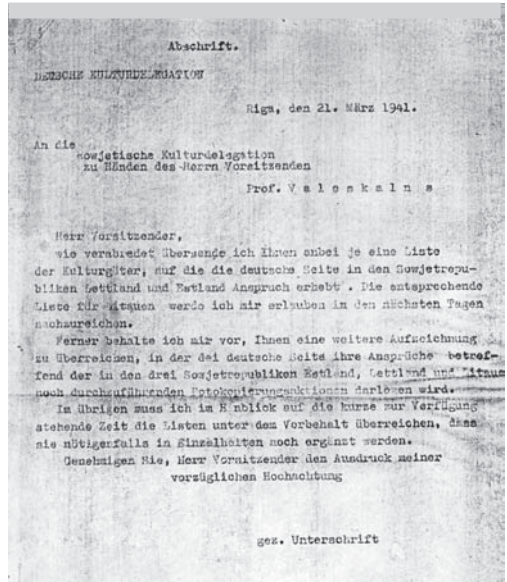 Abschrift.
DEUTSCHE KULTURDELEGATION
Riga, den 21. März 1941.
An die
Sowjetische Kulturdelegation
zu Händen des Herrn Vorsitzenden
Prof. V a l e s k a l n s
Herr Vorsitzender,
wie verabredet übersende ich Ihnen anbei je eine Liste
der Kulturgüter, auf die die deutsche Seite in den Sowjetrepu-
bliken Lettland und Estland Anspruch erhebt . Die entsprechende
Liste für Litauen werde ich mir erlauben in den nächsten Tagen
nachzureichen.
Ferner behalte ich mir vor, Ihnen eine weitere Aufzeichnung
zu überreichen, in der dei deutsche Seite ihre Ansprüche betref-
fend der in den drei Sowjetrepubliken Estland, Lettland und Litauen
noch durchzuführenden Fotokopierungsaktionen darlegen wird.
Im übrigen muss ich im H nblick auf die kurze zur Verfügung
stehende Zeit die Listen unter dem Vorbehalt überreichen, dass
sie nötigenfalls in Einzelheiten noch ergänzt werden.
Genehmigen Sie, Herr Vorsitzender den Ausdruck meiner
vorzüglichen Hochachtung
gez. Unterschrift